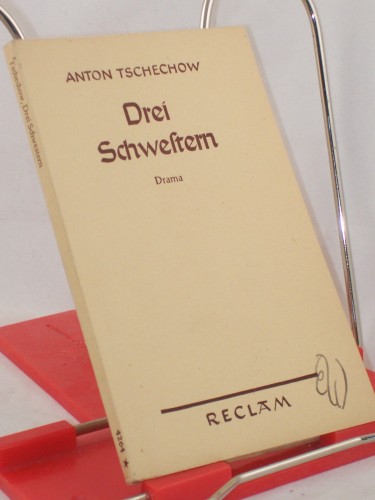 ANTON TSCHECHOW
Drei
Schweſtern
Drama
RECLAM
Tschechow, Drei Schwestern
4264 *